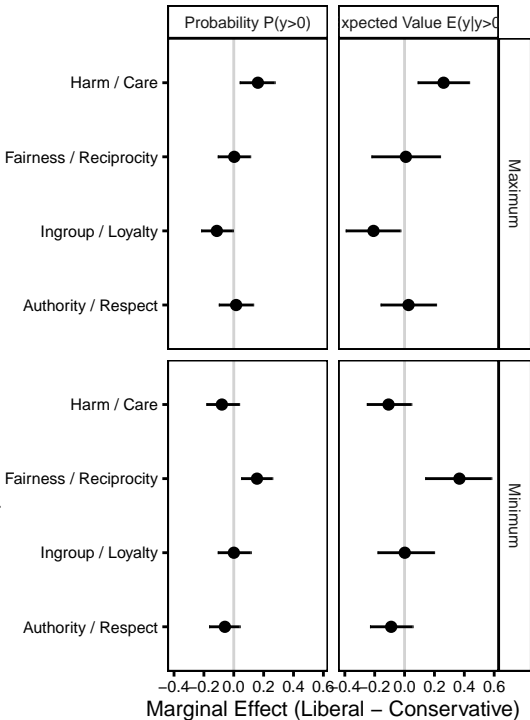 Probability P(y>0)
xpected Value E(y|y>0
Harm / Care
Fairness / Reciprocity
Ingroup / Loyalty
Authority / Respect
Maximum
Harm / Care
Fairness / Reciprocity
Ingroup / Loyalty
Authority / Respect
Minimum
−0.4 −0.2 0.0 0.2 0.4 0.6 −0.4 −0.2 0.0 0.2 0.4 0.6
Marginal Effect (Liberal − Conservative)